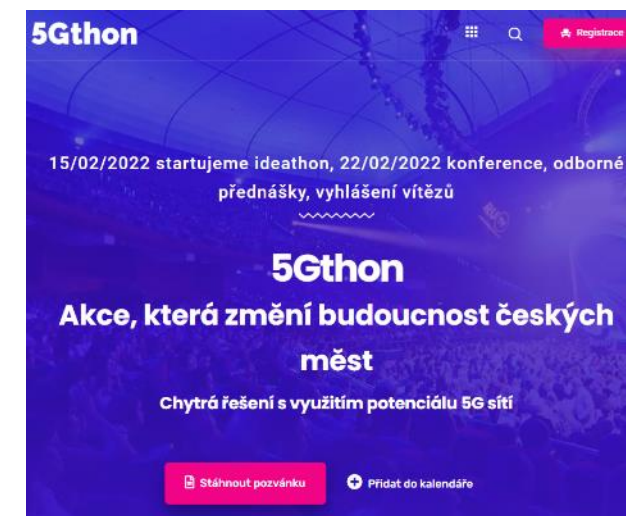 5Gthon
Registrace
15/02/2022 startujeme ideathon, 22/02/2022 konference, odborné
přednášky, vyhlášení vítězů
5Gthon
Akce, která změní budoucnost českých
měst
Chytrá řešení s využitím potenciálu 5G sítí
Stáhnout pozvánku
Přidat do kalendáře